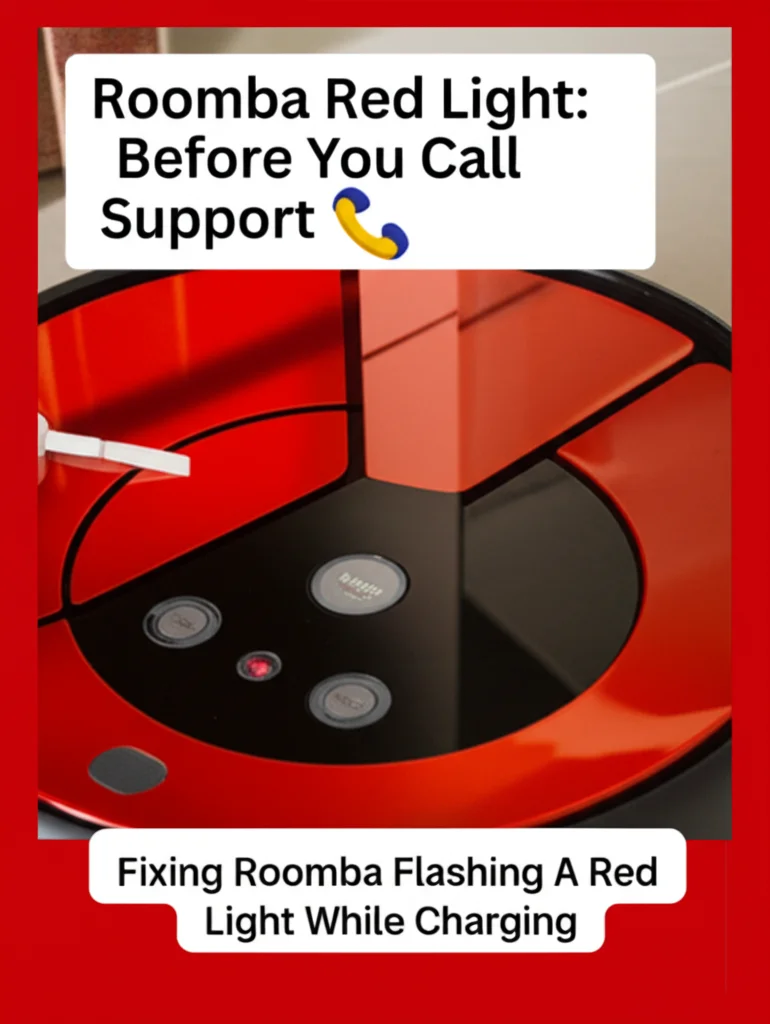 Roomba Red Light:
Before You Call
Support 📞
Fixing Roomba Flashing A Red
Light While Charging